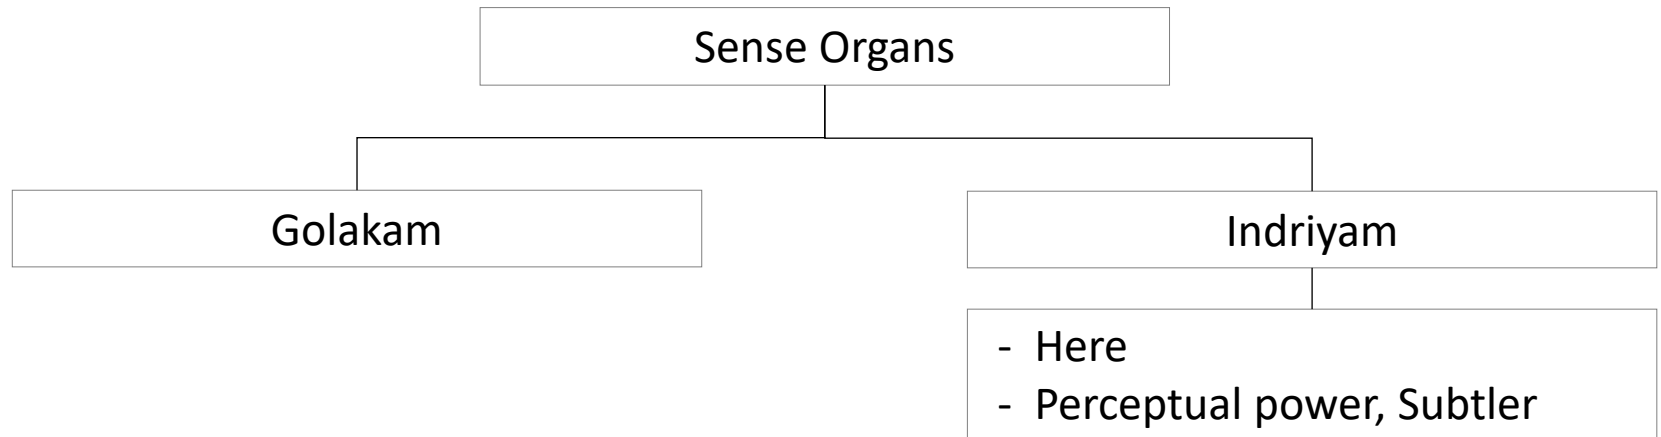 Sense Organs
Golakam
Indriyam
- Here
- Perceptual power, Subtler